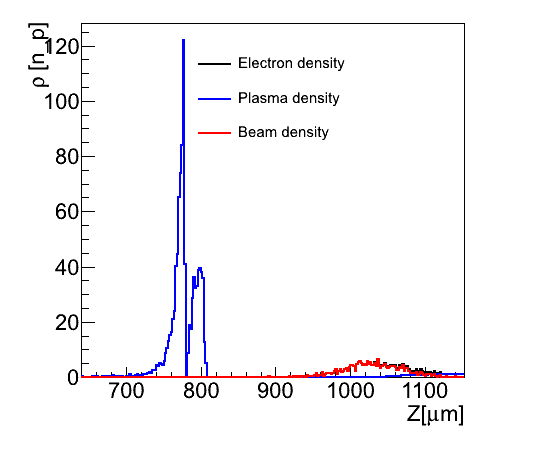 ρ [n_p]
120
100
80
60
40
20
0
Electron density
Plasma density
Beam density
700 800 900 1000 1100
Z[μm]